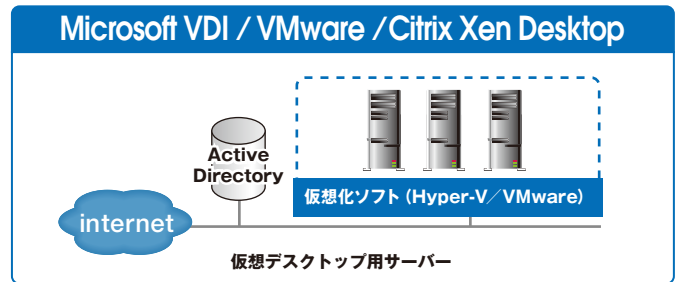 Microsoft VDI / VMware /Citrix Xen Desktop
Active
Directory
仮想化ソフト（Hyper-V／VMware）
internet
仮想デスクトップ用サーバー